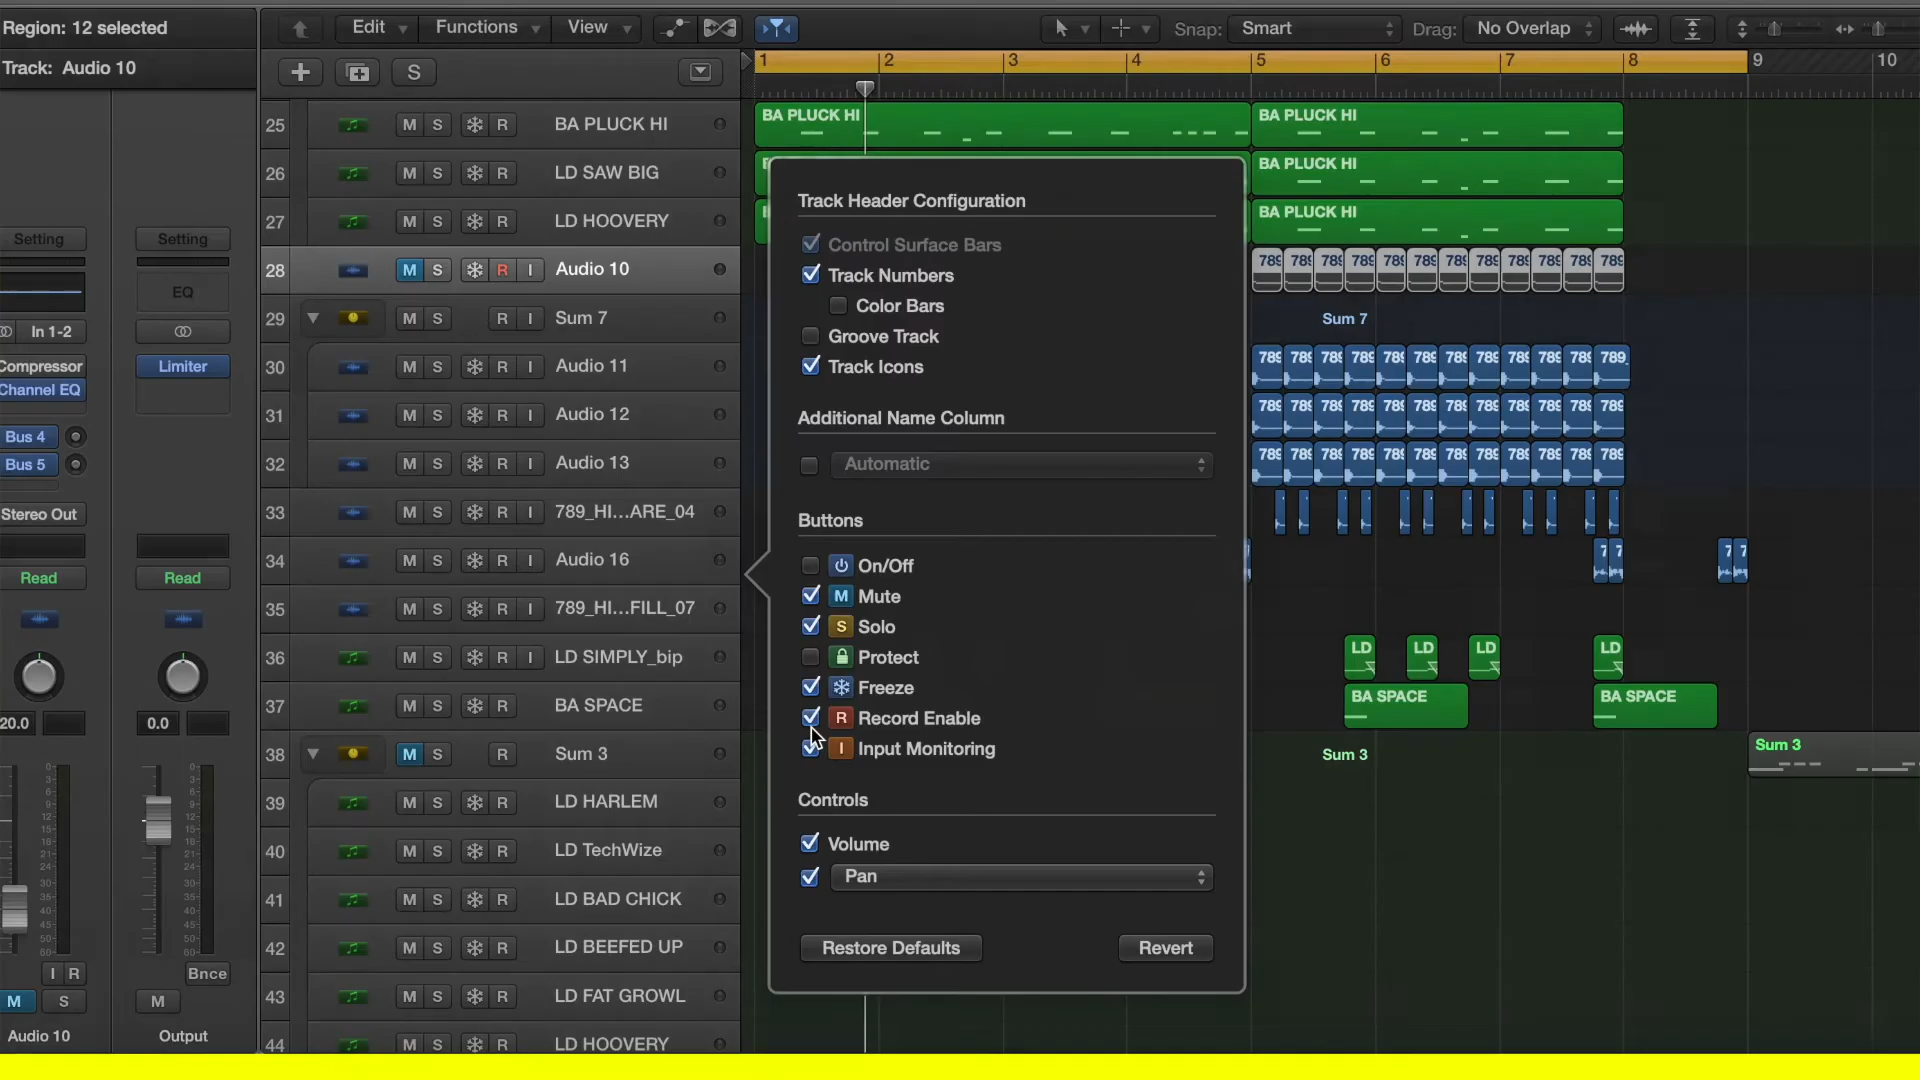 Region: 12 selected
Edit Functions View Snap: Smart Drag: No Overlap
Track: Audio 10
S
1 2 3 4 5 6 7 8 9 10
25 M S R BA PLUCK HI
BA PLUCK HI BA PLUCK HI
26 M S R LD SAW BIG
BA PLUCK HI
27 M S R LD HOOVERY
BA PLUCK HI
28 M S R I Audio 10
29 M S R I Sum 7
Sum 7
30 M S R I Audio 11
31 M S R I Audio 12
32 M S R I Audio 13
33 M S R I 789_HI...ARE_04
34 M S R I Audio 16
35 M S R I 789_HI...FILL_07
36 M S R I LD SIMPLY_bip
LD LD LD LD
37 M S R BA SPACE
BA SPACE BA SPACE
38 M S R Sum 3
Sum 3 Sum 3
39 M S R LD HARLEM
40 M S R LD TechWize
41 M S R LD BAD CHICK
42 M S R LD BEEFED UP
43 M S R LD FAT GROWL
44 M S R LD HOOVERY
Track Header Configuration
Control Surface Bars
Track Numbers
Color Bars
Groove Track
Track Icons
Additional Name Column
Automatic
Buttons
On/Off
M Mute
S Solo
Protect
Freeze
R Record Enable
I Input Monitoring
Controls
Volume
Pan
Restore Defaults Revert
Setting Setting
EQ
In 1-2
Compressor Limiter
Channel EQ
Bus 4
Bus 5
Stereo Out
Read Read
20.0 0.0
I R Bnce
M S M
Audio 10 Output